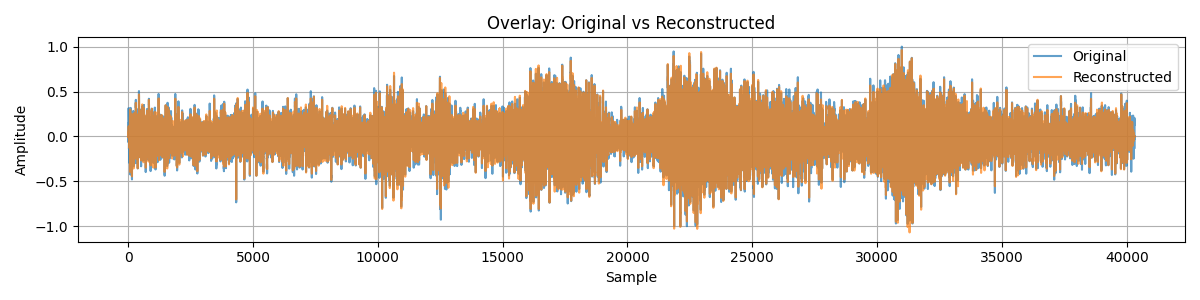 Overlay: Original vs Reconstructed
Original
Reconstructed
Amplitude
1.0
0.5
0.0
−0.5
−1.0
0 5000 10000 15000 20000 25000 30000 35000 40000
Sample